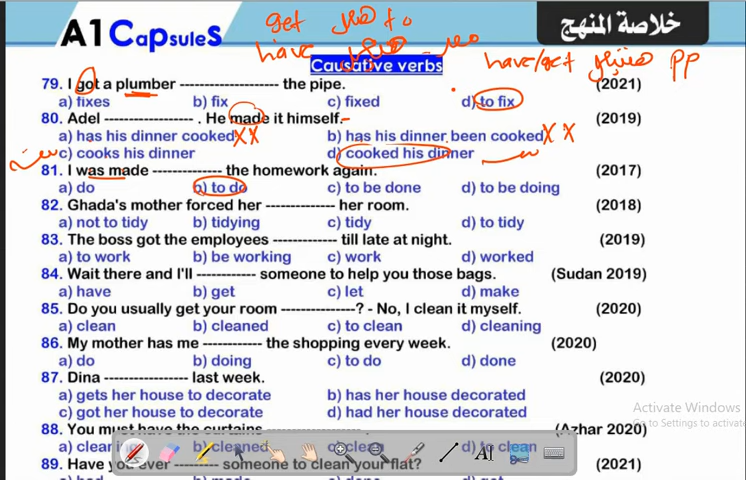 A1 CapsuleS
خلاصة المنهج
get to
have
Causative verbs
have/get pp
79. I got a plumber ------------------- the pipe. (2021)
a) fixes b) fix c) fixed d) to fix
80. Adel ----------------- . He made it himself. (2019)
a) has his dinner cooked XX b) has his dinner been cooked XX
c) cooks his dinner d) cooked his dinner
81. I was made ------------- the homework again. (2017)
a) do b) to do c) to be done d) to be doing
82. Ghada's mother forced her ------------- her room. (2018)
a) not to tidy b) tidying c) tidy d) to tidy
83. The boss got the employees ------------ till late at night. (2019)
a) to work b) be working c) work d) worked
84. Wait there and I'll ----------- someone to help you those bags. (Sudan 2019)
a) have b) get c) let d) make
85. Do you usually get your room --------------? - No, I clean it myself. (2020)
a) clean b) cleaned c) to clean d) cleaning
86. My mother has me ----------- the shopping every week. (2020)
a) do b) doing c) to do d) done
87. Dina ---------------- last week. (2020)
a) gets her house to decorate b) has her house decorated
c) got her house to decorate d) had her house decorated
88. You must have the curtains ----------------- . (Azhar 2020)
b) cleaned d) to clean
89. Have you ever --------- someone to clean your flat? (2021)
Activate Windows
Go to Settings to activate